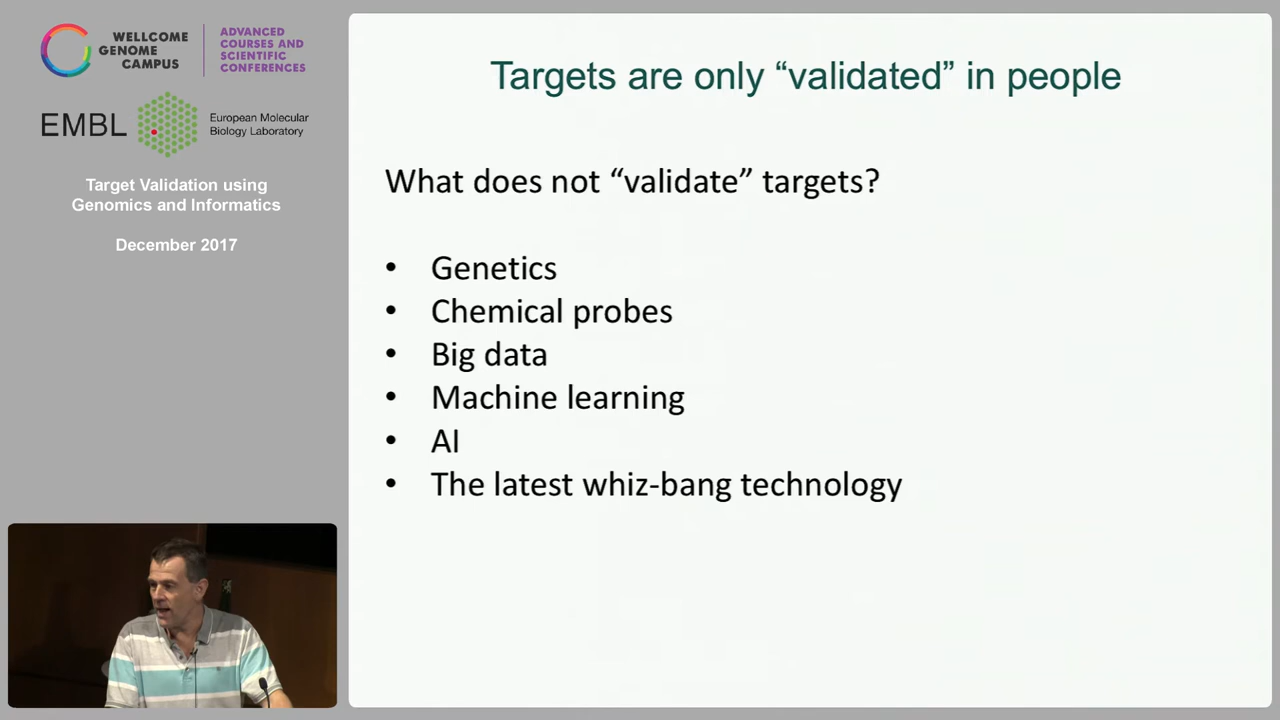 WELLCOME
GENOME
CAMPUS
ADVANCED
COURSES AND
SCIENTIFIC
CONFERENCES
EMBL
European Molecular
Biology Laboratory
Target Validation using
Genomics and Informatics
December 2017
Targets are only “validated” in people
What does not “validate” targets?
• Genetics
• Chemical probes
• Big data
• Machine learning
• AI
• The latest whiz-bang technology